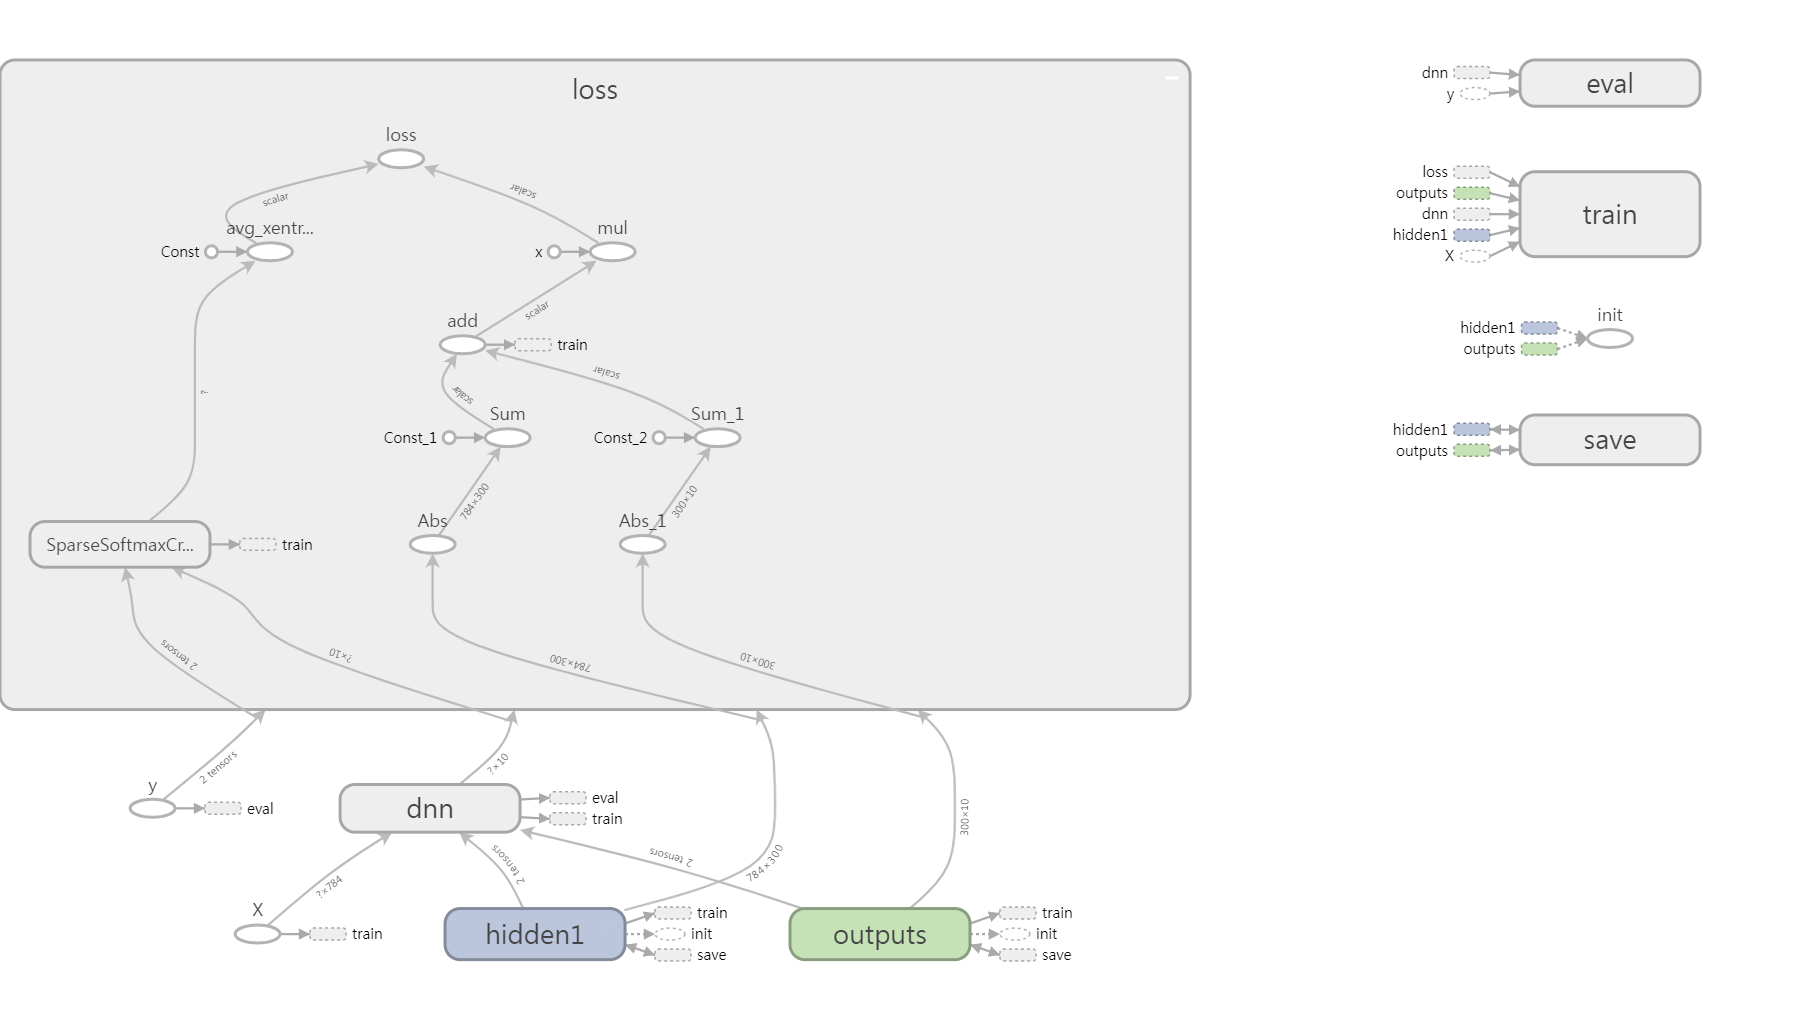 loss
loss
scalar
scalar
avg_xentr...
Const
mul
x
scalar
add
train
scalar
scalar
?
Sum
Const_1
Sum_1
Const_2
784×300
300×10
Abs
Abs_1
SparseSoftmaxCr...
train
2 tensors
?×10
784×300
300×10
2 tensors
?×10
y
eval
dnn
eval
train
300×10
2 tensors
2 tensors
784×300
?×784
X
train
hidden1
train
init
save
outputs
train
init
save
dnn
y
eval
loss
outputs
dnn
hidden1
X
train
hidden1
outputs
init
hidden1
outputs
save